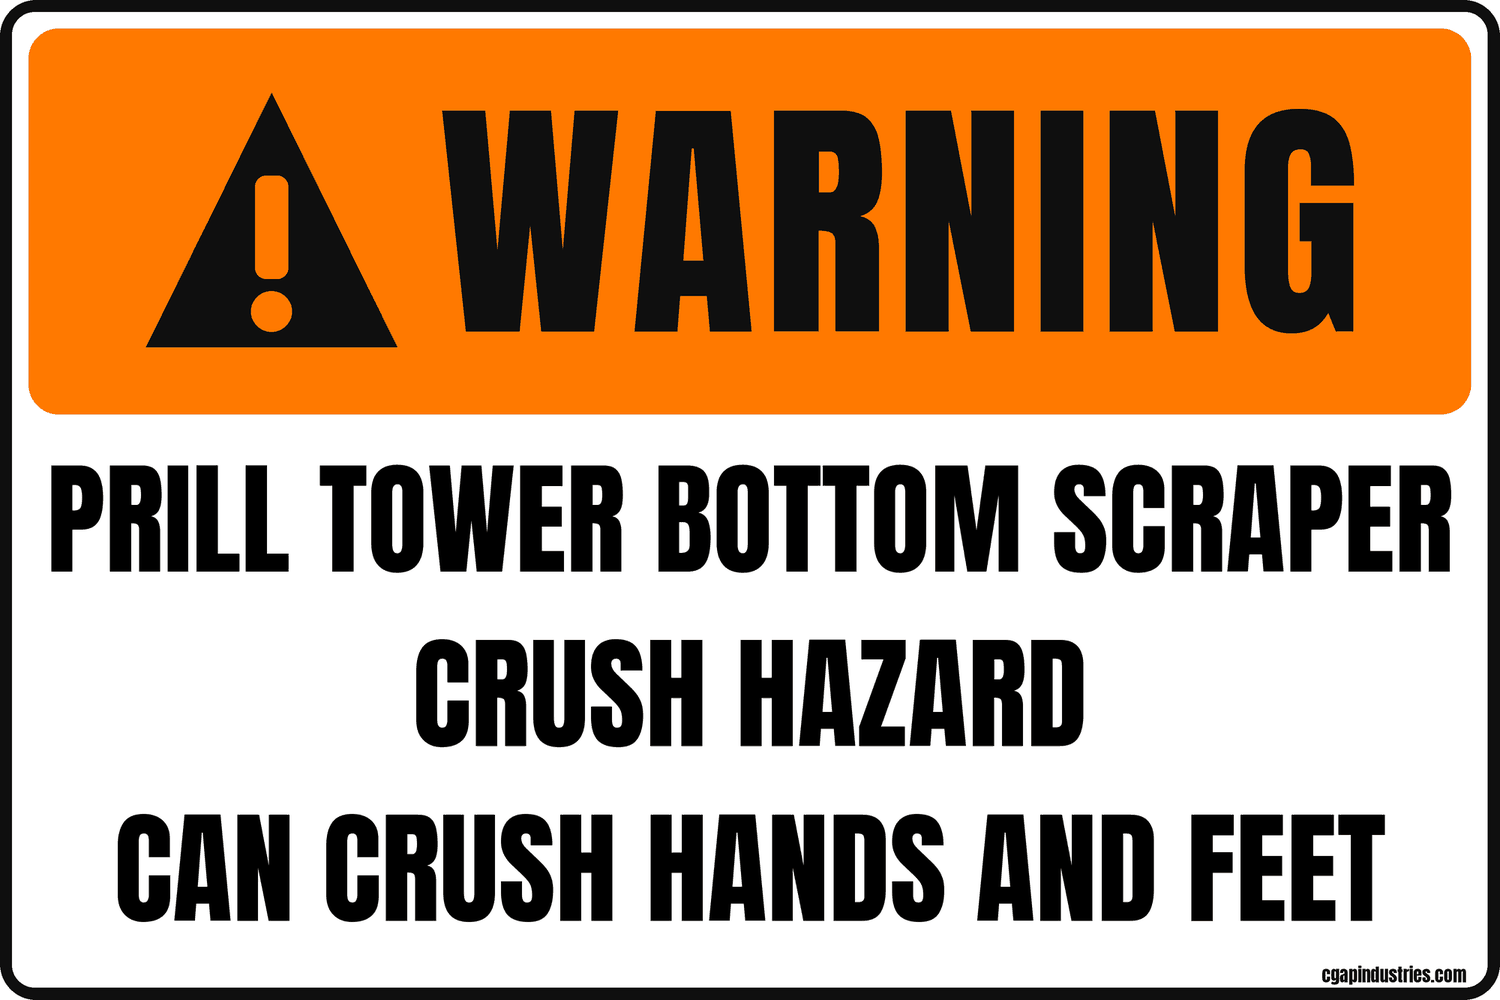 WARNING
PRILL TOWER BOTTOM SCRAPER
CRUSH HAZARD
CAN CRUSH HANDS AND FEET
cgapindustries.com